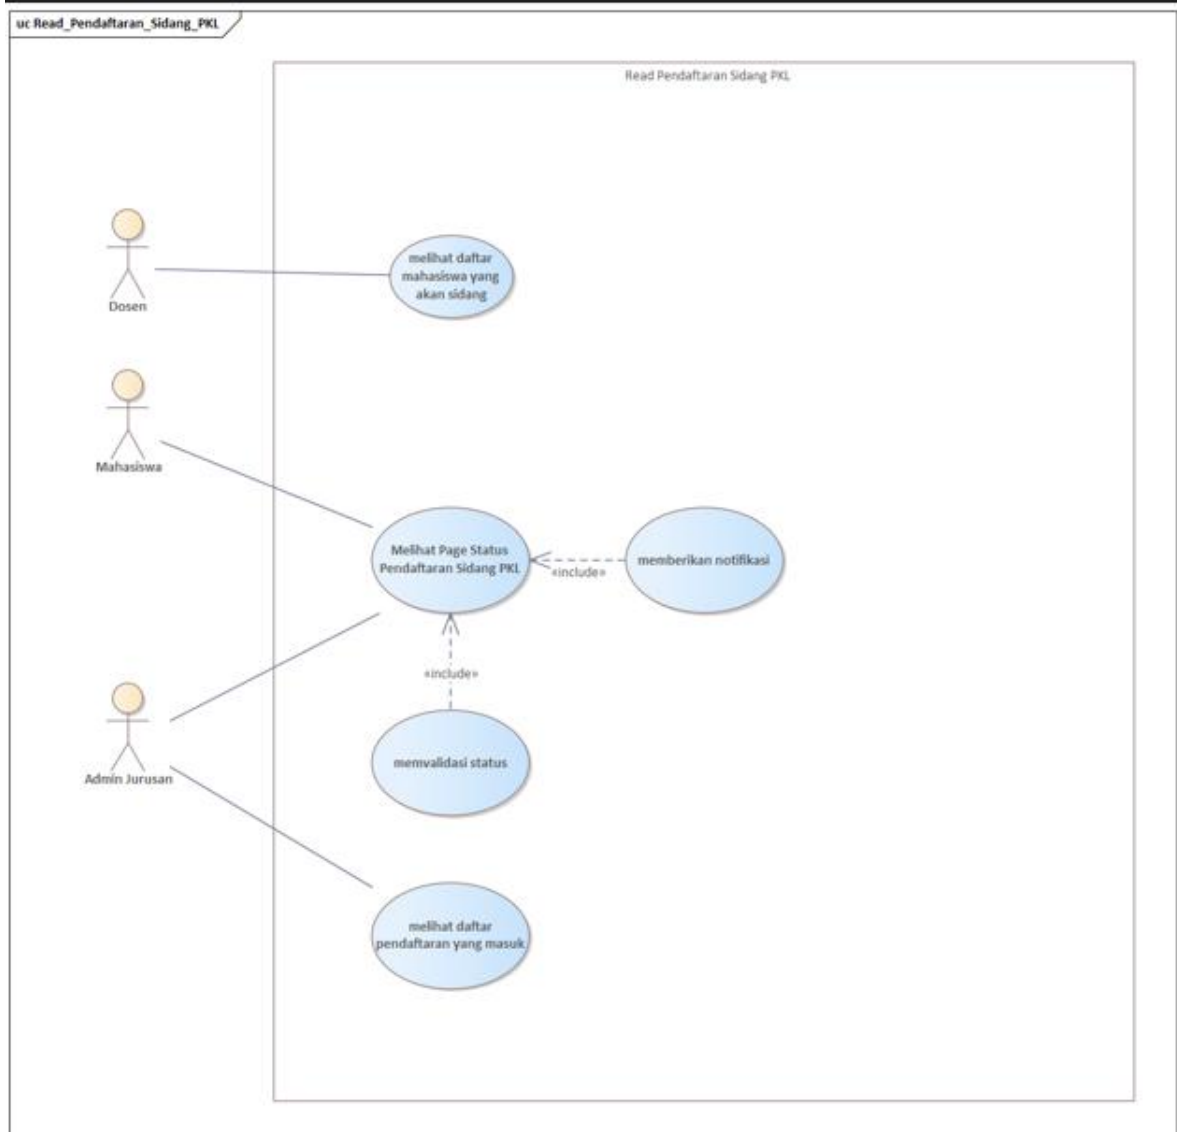 uc Read_Pendaftaran_Sidang_PKL
Read Pendaftaran Sidang PKL
melihat daftar
mahasiswa yang
akan sidang
Dosen
Mahasiswa
Melihat Page Status
Pendaftaran Sidang PKL
«include»
memberikan notifikasi
«include»
memvalidasi status
Admin Jurusan
melihat daftar
pendaftaran yang masuk